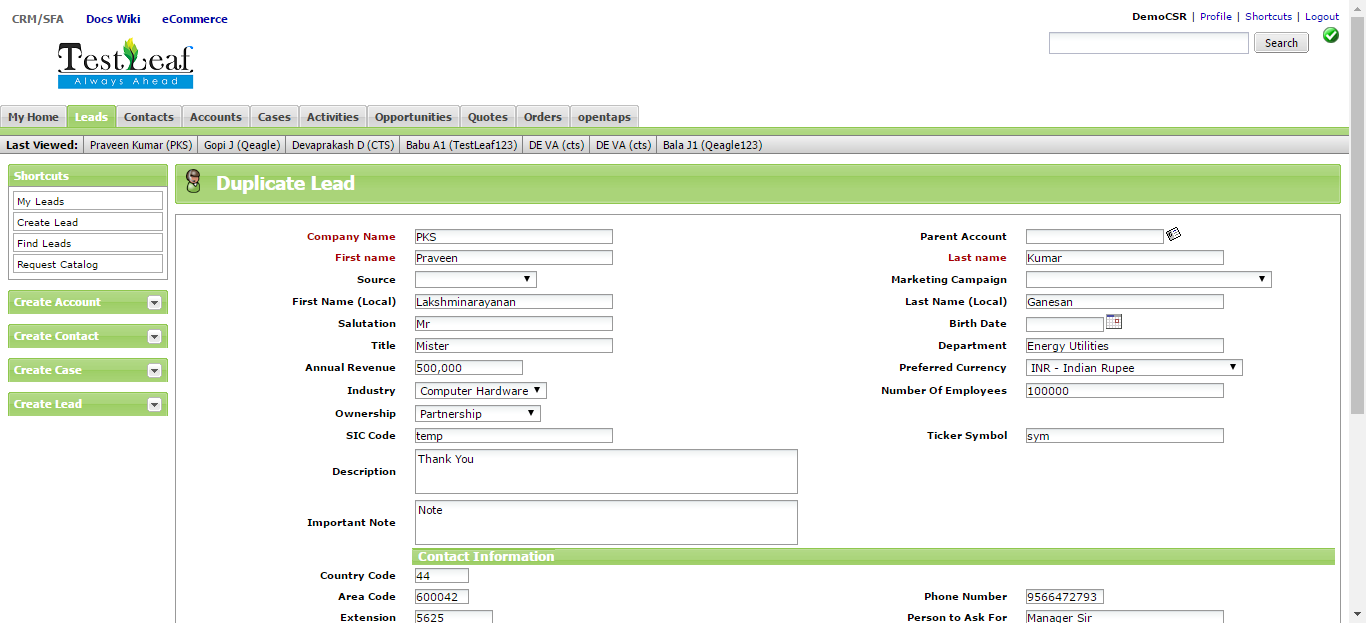 CRM/SFA Docs Wiki eCommerce
DemoCSR | Profile | Shortcuts | Logout
Search
TestLeaf
Always Ahead
My Home Leads Contacts Accounts Cases Activities Opportunities Quotes Orders opentaps
Last Viewed: Praveen Kumar (PKS) Gopi J (Qeagle) Devaprakash D (CTS) Babu A1 (TestLeaf123) DE VA (cts) DE VA (cts) Bala J1 (Qeagle123)
Shortcuts
My Leads
Create Lead
Find Leads
Request Catalog
Create Account
Create Contact
Create Case
Create Lead
Duplicate Lead
Company Name PKS Parent Account
First name Praveen Last name Kumar
Source Marketing Campaign
First Name (Local) Lakshminarayanan Last Name (Local) Ganesan
Salutation Mr Birth Date
Title Mister Department Energy Utilities
Annual Revenue 500,000 Preferred Currency INR - Indian Rupee
Industry Computer Hardware Number Of Employees 100000
Ownership Partnership
SIC Code temp Ticker Symbol sym
Description Thank You
Important Note Note
Contact Information
Country Code 44
Area Code 600042 Phone Number 9566472793
Extension 5625 Person to Ask For Manager Sir